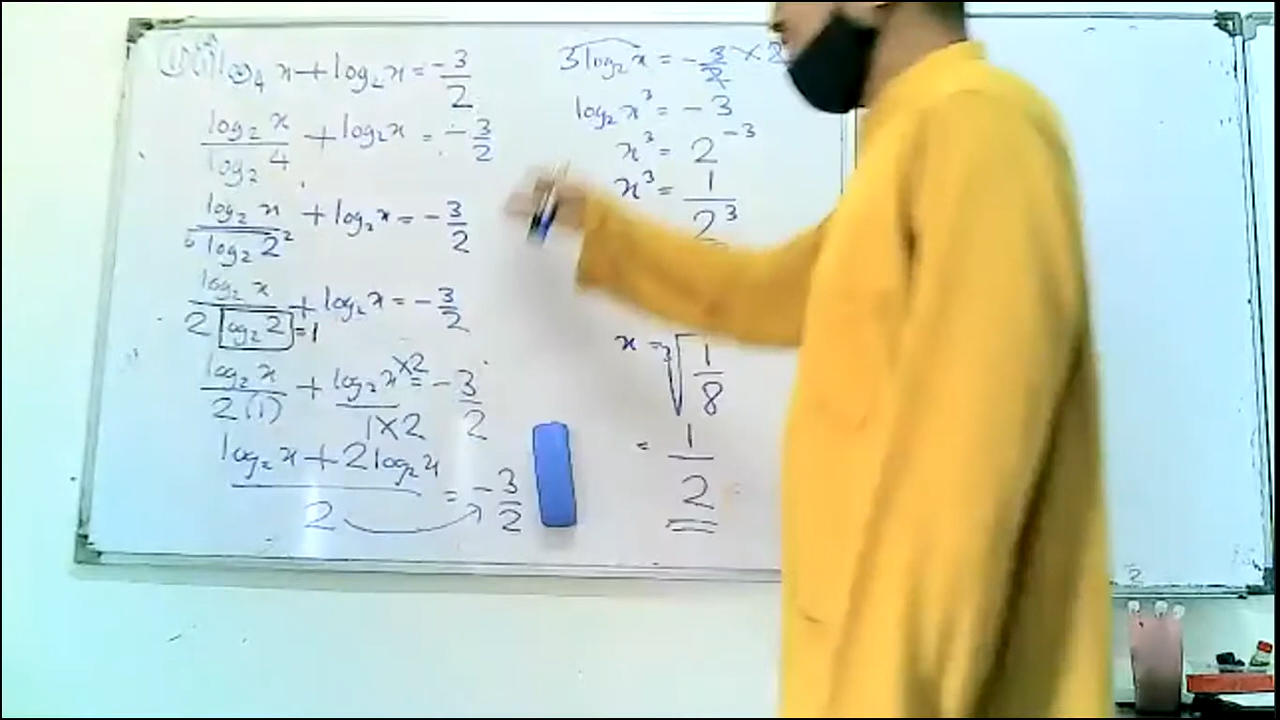 log₄ x + log₂ x = -3/2
log₂ x / log₂ 4 + log₂ x = -3/2
log₂ x / log₂ 2² + log₂ x = -3/2
log₂ x / 2 log₂ 2 = 1 + log₂ x = -3/2
log₂ x / 2(1) + log₂ x ×2 / 1×2 = -3/2
log₂ x + 2 log₂ x / 2 = -3/2
3 log₂ x = -3/2 × 2
log₂ x³ = -3
x³ = 2⁻³
x³ = 1/2³
x = ³√(1/8)
= 1/2